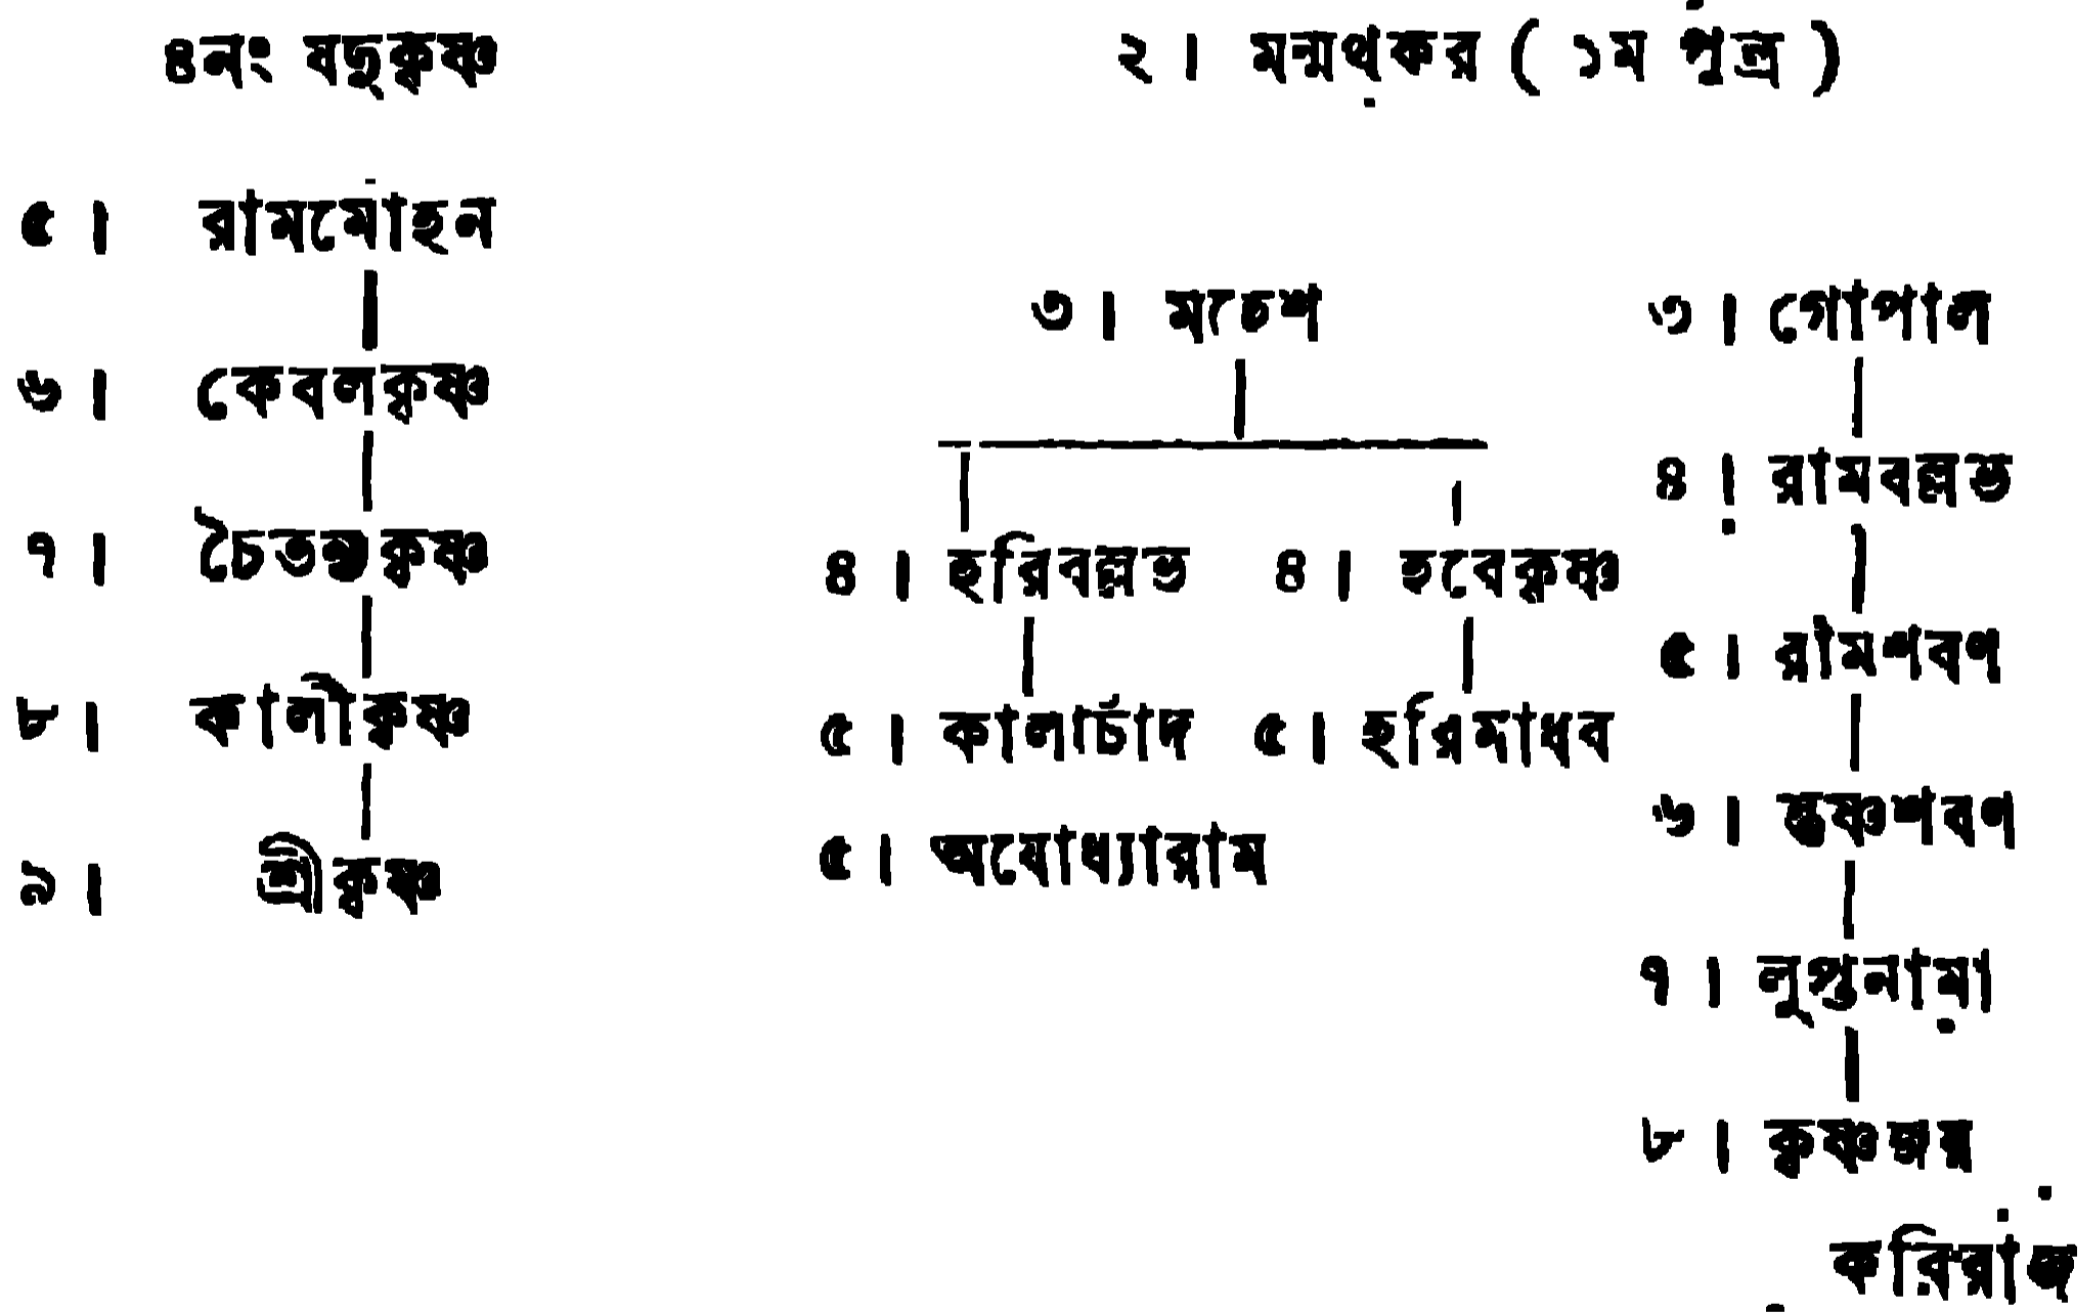 ৪নং যদুকৃষ্ণ
৫। রামমোহন
৬। কেবলকৃষ্ণ
৭। চৈতন্যকৃষ্ণ
৮। কালীকৃষ্ণ
৯। শ্রীকৃষ্ণ
২। মন্মথকর ( ১ম পুত্র )
৩। মহেশ
৪। হরিবল্লভ ৪। হরেকৃষ্ণ
৫। কালাচাঁদ ৫। হরিমাধব
৫। অযোধ্যারাম
৩। গোপাল
৪। রামবল্লভ
৫। রামশরণ
৬। কৃষ্ণশরণ
৭। লুপ্তনামা
৮।
কবিরাজ